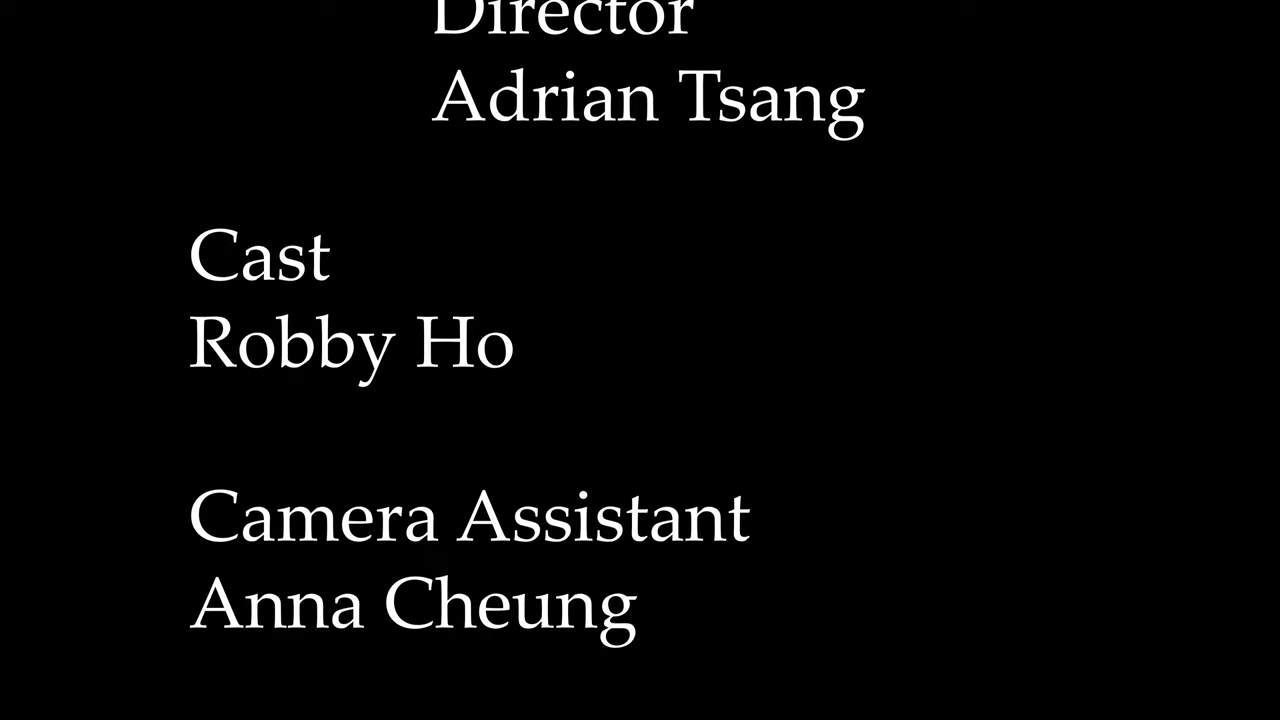 Director
Adrian Tsang
Cast
Robby Ho
Camera Assistant
Anna Cheung